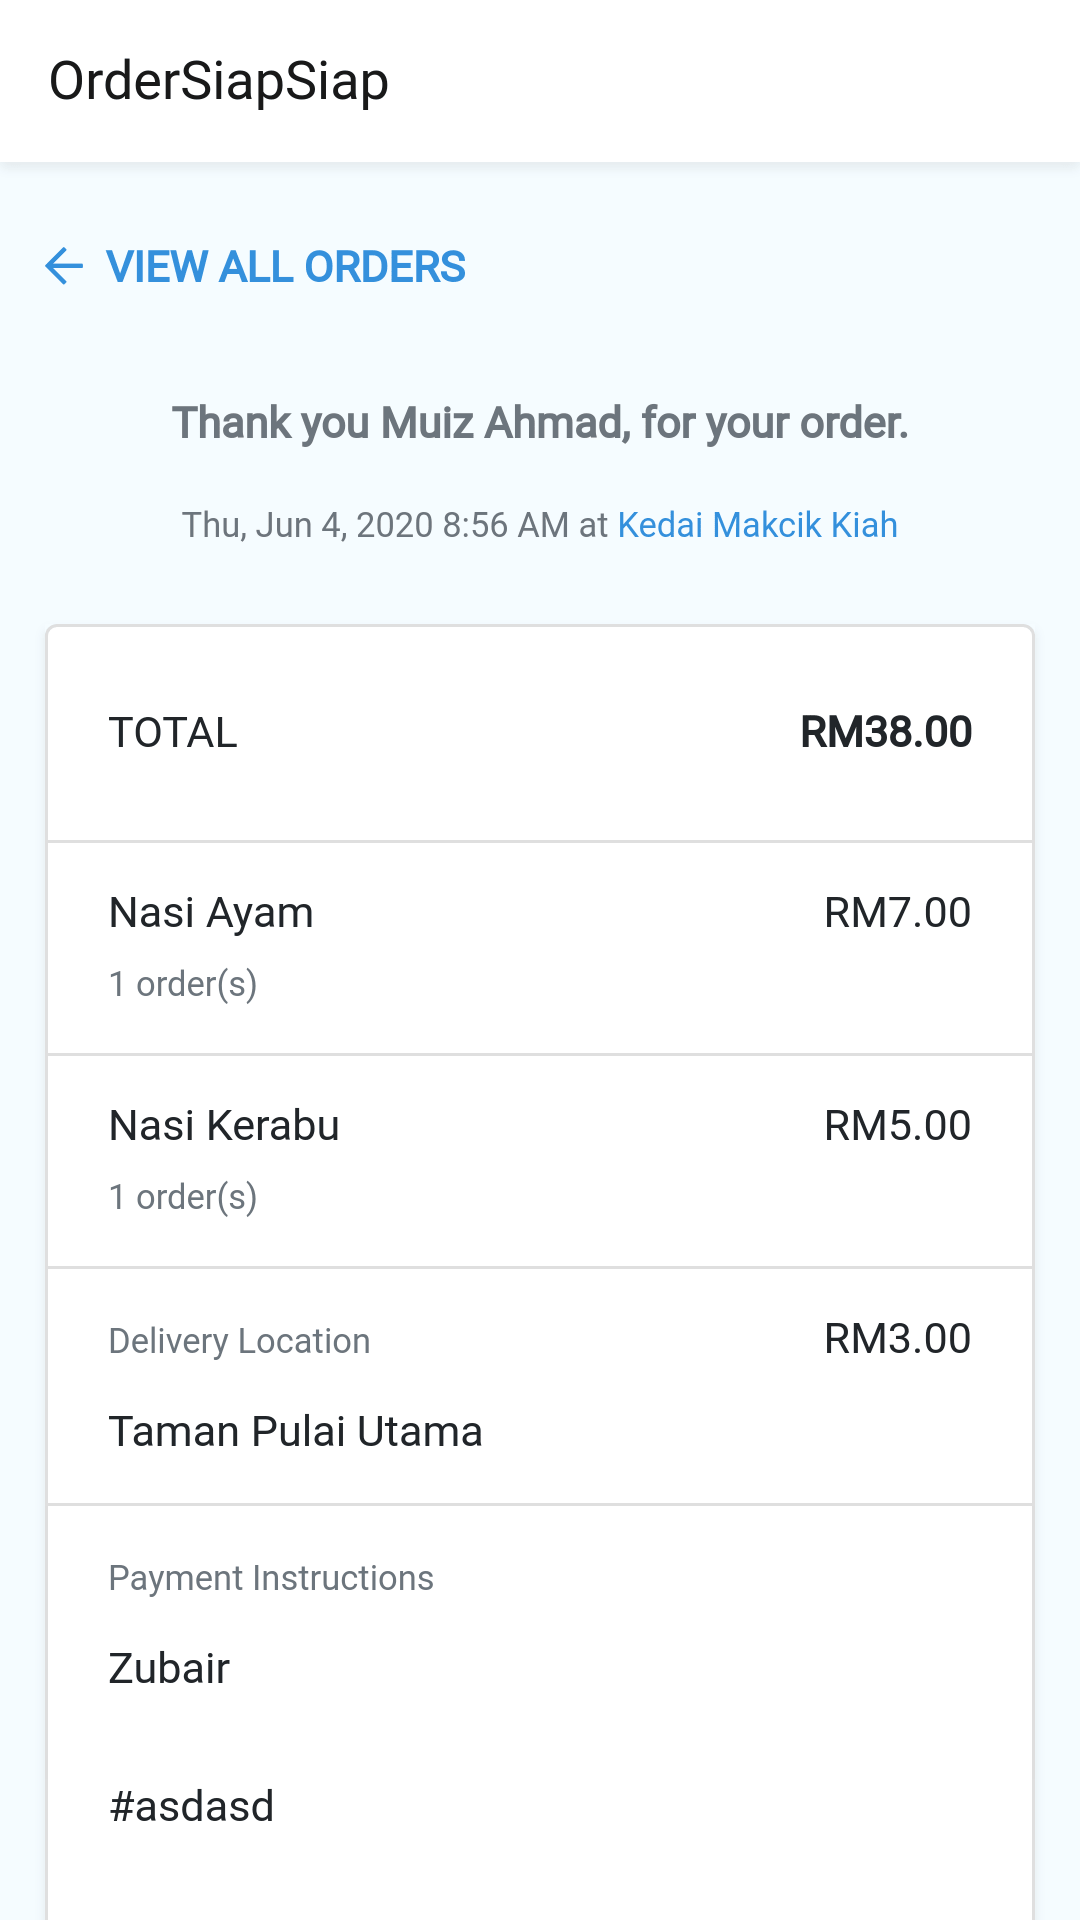 OrderSiapSiap
VIEW ALL ORDERS
Thank you Muiz Ahmad, for your order.
Thu, Jun 4, 2020 8:56 AM at Kedai Makcik Kiah
TOTAL RM38.00
Nasi Ayam RM7.00
1 order(s)
Nasi Kerabu RM5.00
1 order(s)
Delivery Location RM3.00
Taman Pulai Utama
Payment Instructions
Zubair
#asdasd